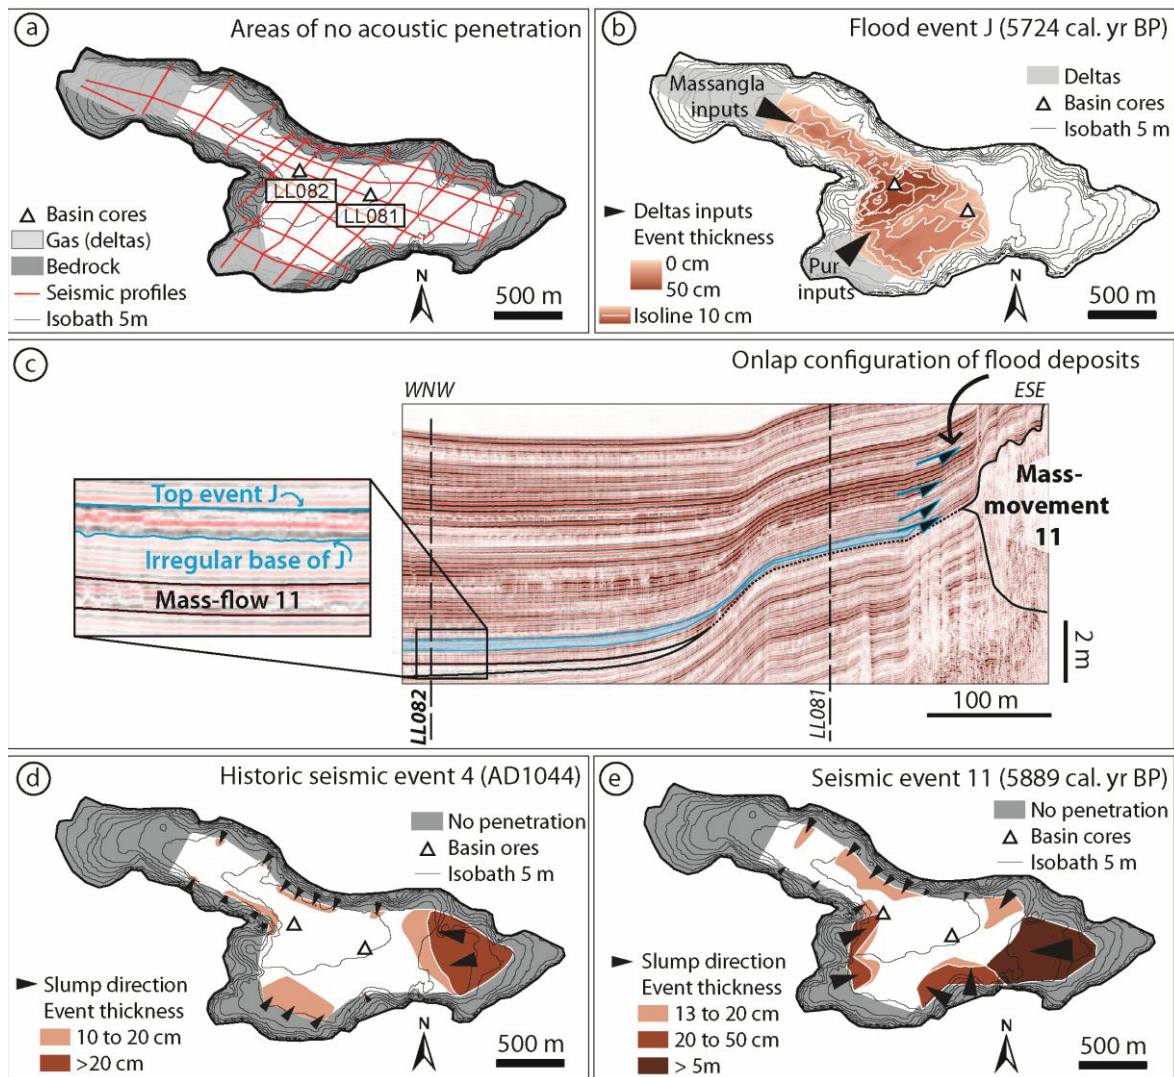 a
Areas of no acoustic penetration
LL082
LL081
Basin cores
Gas (deltas)
Bedrock
Seismic profiles
Isobath 5m
N
500 m
b
Flood event J (5724 cal. yr BP)
Massangla
inputs
Deltas
Basin cores
Isobath 5 m
Deltas inputs
Event thickness
0 cm
50 cm
Isoline 10 cm
Pur
inputs
N
500 m
c
Onlap configuration of flood deposits
WNW
ESE
Top event J
Irregular base of J
Mass-flow 11
Mass-
movement
11
2 m
LL082
LL081
100 m
d
Historic seismic event 4 (AD1044)
No penetration
Basin ores
Isobath 5 m
Slump direction
Event thickness
10 to 20 cm
>20 cm
N
500 m
e
Seismic event 11 (5889 cal. yr BP)
No penetration
Basin cores
Isobath 5 m
Slump direction
Event thickness
13 to 20 cm
20 to 50 cm
> 5m
N
500 m